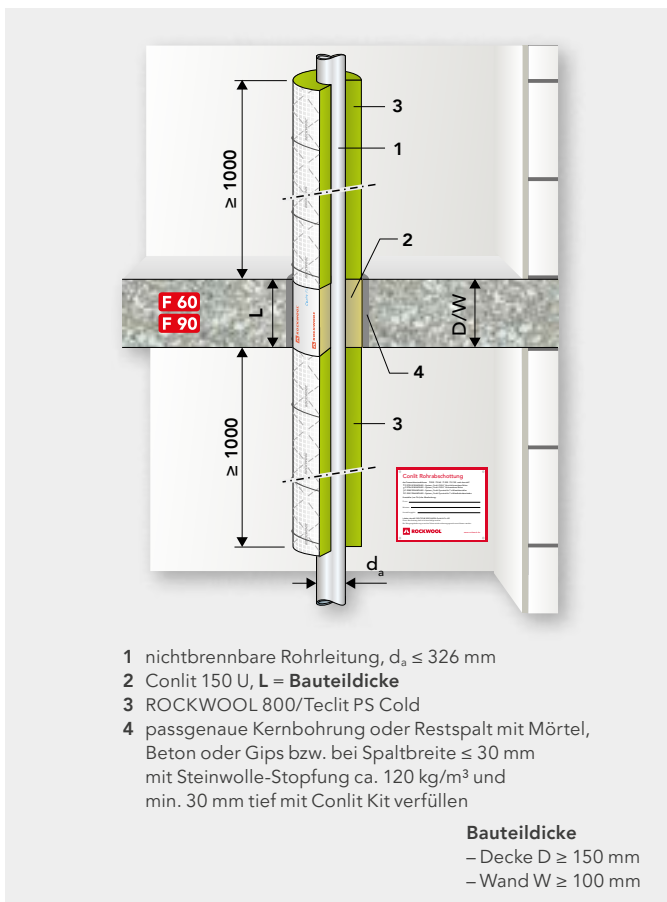 3
1
≥ 1000
2
F 60
F 90
L
D/W
ROCKWOOL
ROCKWOOL
4
3
≥ 1000
Conlit Rohrabschottung
ROCKWOOL
dₐ
1 nichtbrennbare Rohrleitung, dₐ ≤ 326 mm
2 Conlit 150 U, L = Bauteildicke
3 ROCKWOOL 800/Teclit PS Cold
4 passgenaue Kernbohrung oder Restspalt mit Mörtel,
Beton oder Gips bzw. bei Spaltbreite ≤ 30 mm
mit Steinwolle-Stopfung ca. 120 kg/m³ und
min. 30 mm tief mit Conlit Kit verfüllen
Bauteildicke
– Decke D ≥ 150 mm
– Wand W ≥ 100 mm